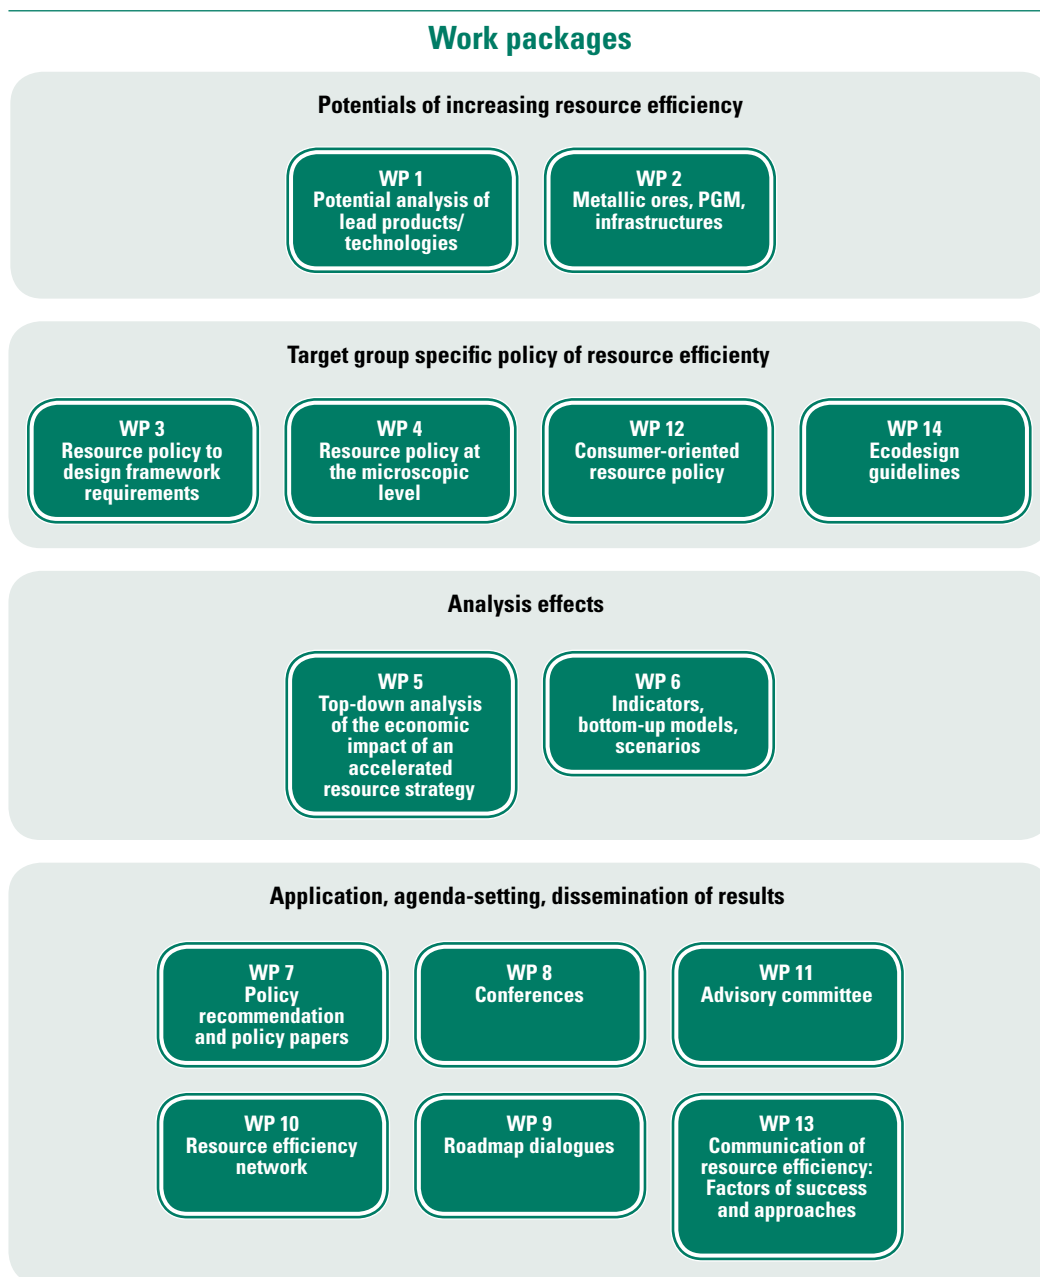 Work packages
Potentials of increasing resource efficiency
WP 1
Potential analysis of
lead products/
technologies
WP 2
Metallic ores, PGM,
infrastructures
Target group specific policy of resource efficienty
WP 3
Resource policy to
design framework
requirements
WP 4
Resource policy at
the microscopic
level
WP 12
Consumer-oriented
resource policy
WP 14
Ecodesign
guidelines
Analysis effects
WP 5
Top-down analysis
of the economic
impact of an
accelerated
resource strategy
WP 6
Indicators,
bottom-up models,
scenarios
Application, agenda-setting, dissemination of results
WP 7
Policy
recommendation
and policy papers
WP 8
Conferences
WP 11
Advisory committee
WP 10
Resource efficiency
network
WP 9
Roadmap dialogues
WP 13
Communication of
resource efficiency:
Factors of success
and approaches